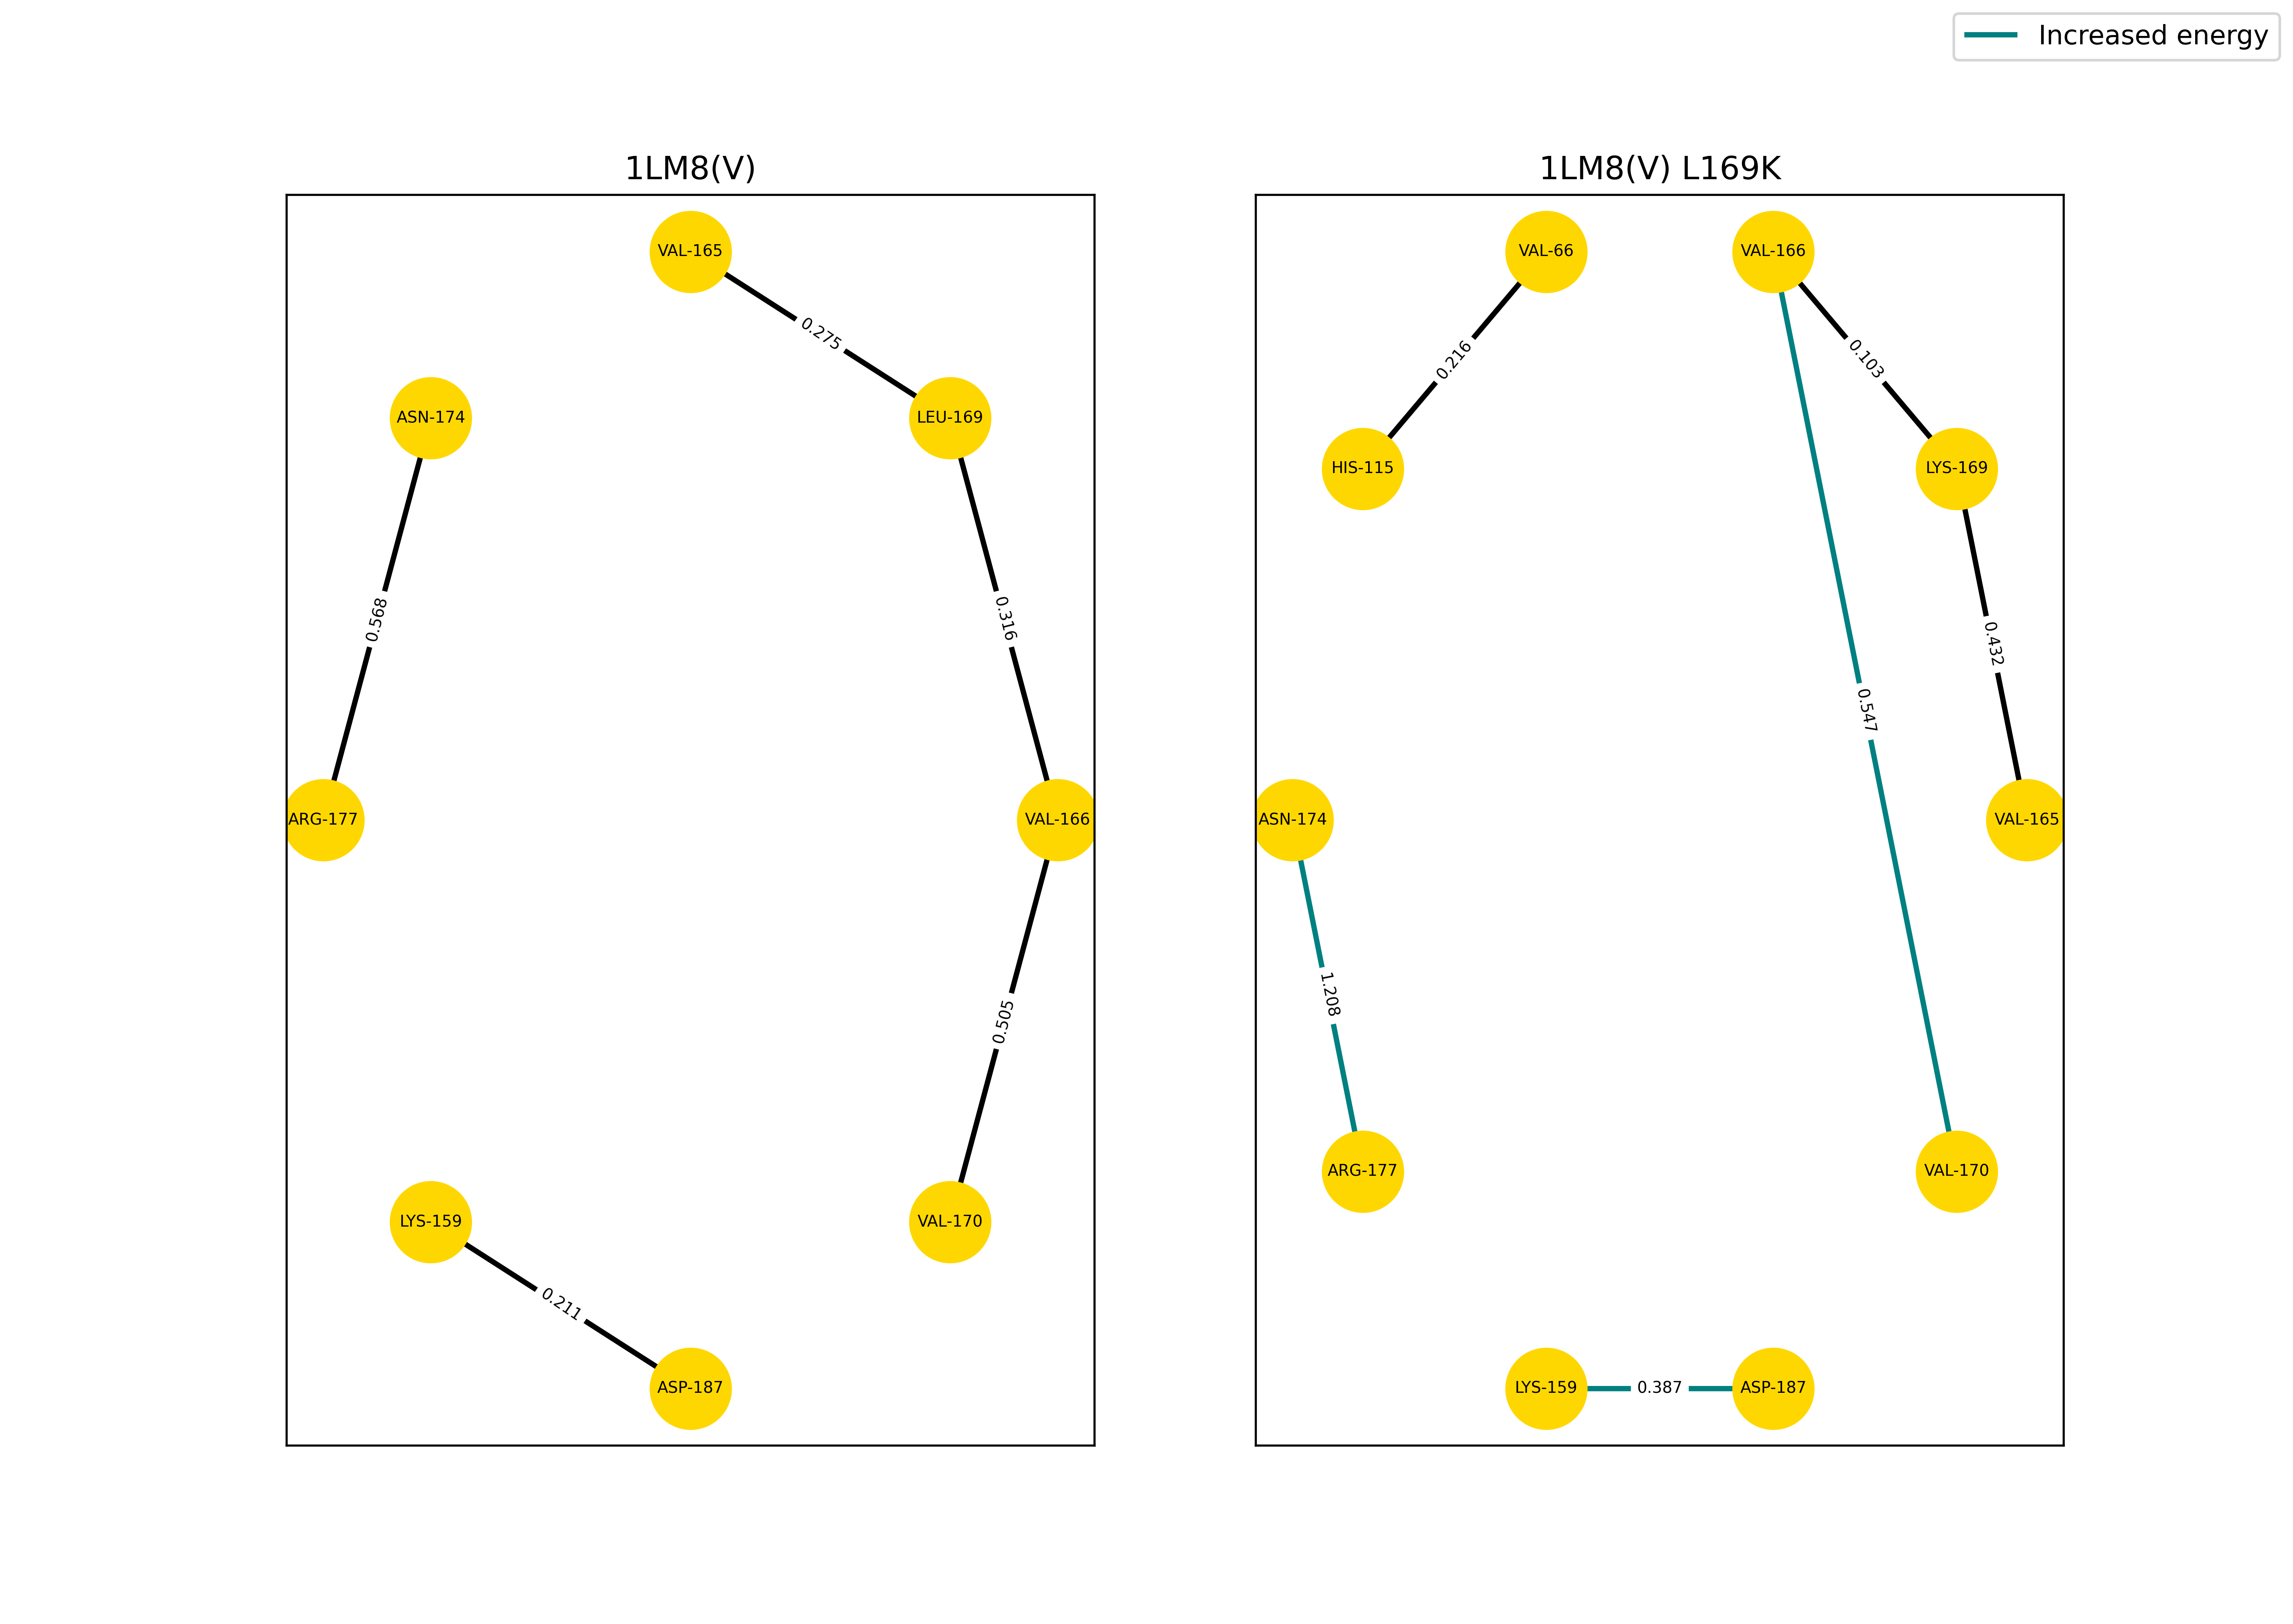 Increased energy
1LM8(V)
VAL-165
0.275
ASN-174
LEU-169
0.568
0.316
ARG-177
VAL-166
0.505
LYS-159
VAL-170
0.211
ASP-187
1LM8(V) L169K
VAL-66
VAL-166
0.216
0.103
HIS-115
LYS-169
0.432
0.547
ASN-174
VAL-165
1.208
ARG-177
VAL-170
LYS-159
0.387
ASP-187